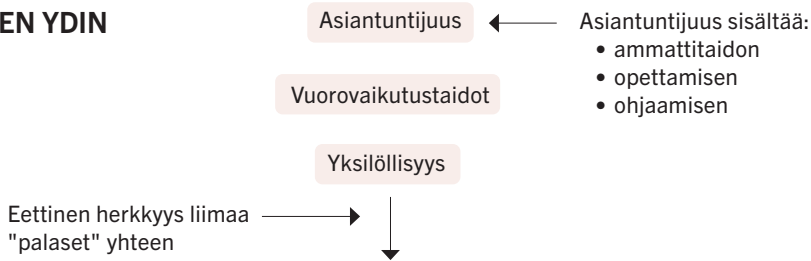 EN YDIN
Asiantuntijuus
Asiantuntijuus sisältää:
• ammattitaidon
• opettamisen
• ohjaamisen
Vuorovaikutustaidot
Yksilöllisyys
Eettinen herkkyys liimaa
"palaset" yhteen